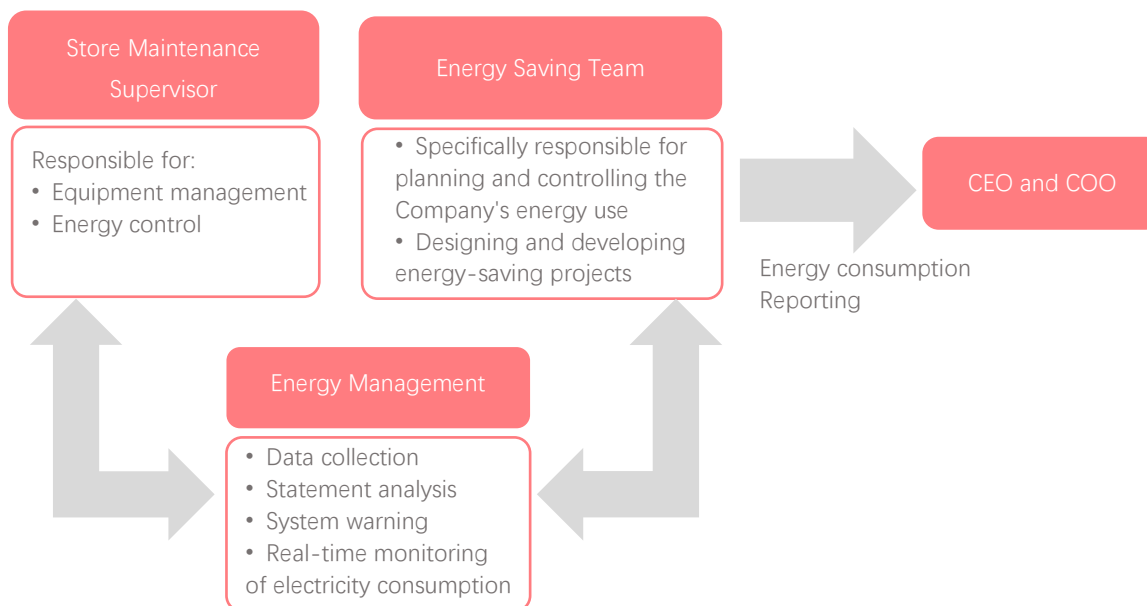 Store Maintenance
Supervisor
Responsible for:
• Equipment management
• Energy control
Energy Saving Team
• Specifically responsible for
planning and controlling the
Company's energy use
• Designing and developing
energy-saving projects
CEO and COO
Energy consumption
Reporting
Energy Management
• Data collection
• Statement analysis
• System warning
• Real-time monitoring
of electricity consumption